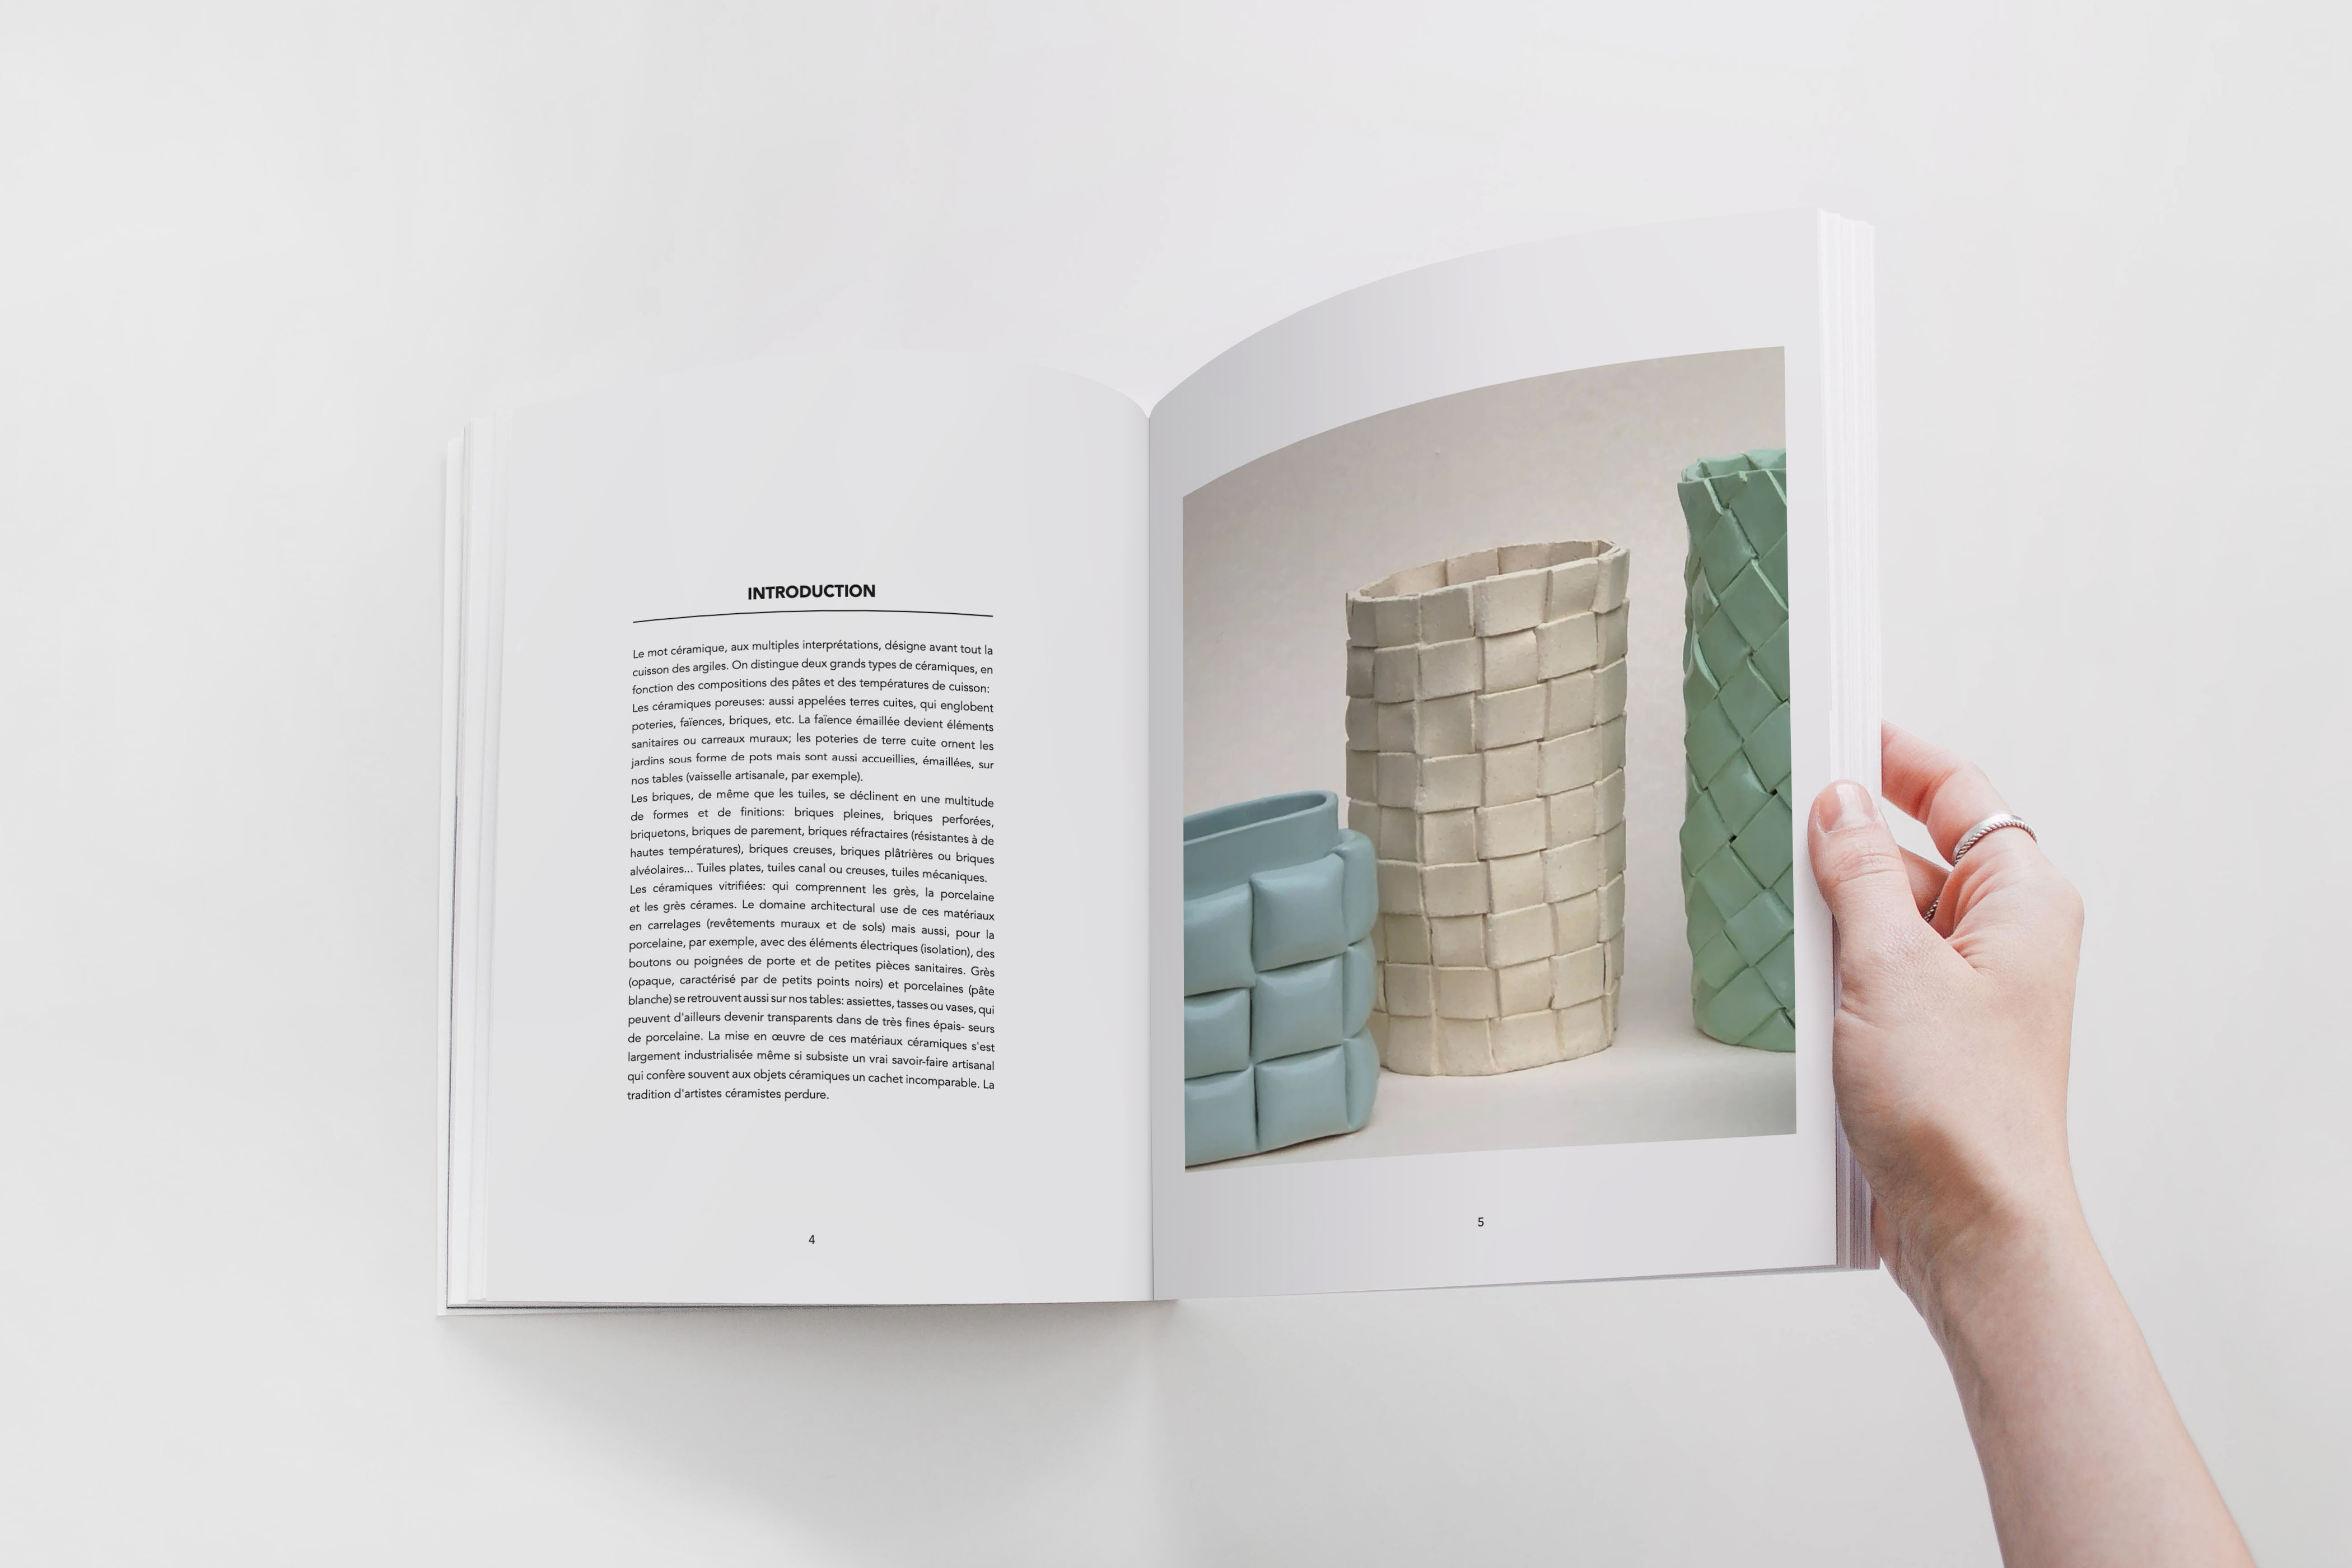 INTRODUCTION
Le mot céramique, aux multiples interprétations, désigne avant tout la
cuisson des argiles. On distingue deux grands types de céramiques, en
fonction des compositions des pâtes et des températures de cuisson:
Les céramiques poreuses: aussi appelées terres cuites, qui englobent
poteries, faïences, briques, etc. La faïence émaillée devient éléments
sanitaires ou carreaux muraux; les poteries de terre cuite ornent les
jardins sous forme de pots mais sont aussi accueillies, émaillées, sur
nos tables (vaisselle artisanale, par exemple).
Les briques, de même que les tuiles, se déclinent en une multitude
de formes et de finitions: briques pleines, briques perforées,
briquetons, briques de parement, briques réfractaires (résistantes à de
hautes températures), briques creuses, briques plâtrières ou briques
alvéolaires... Tuiles plates, tuiles canal ou creuses, tuiles mécaniques.
Les céramiques vitrifiées: qui comprennent les grès, la porcelaine
et les grès cérames. Le domaine architectural use de ces matériaux
en carrelages (revêtements muraux et de sols) mais aussi, pour la
porcelaine, par exemple, avec des éléments électriques (isolation), des
boutons ou poignées de porte et de petites pièces sanitaires. Grès
(opaque, caractérisé par de petits points noirs) et porcelaines (pâte
blanche) se retrouvent aussi sur nos tables: assiettes, tasses ou vases, qui
peuvent d'ailleurs devenir transparents dans de très fines épais- seurs
de porcelaine. La mise en œuvre de ces matériaux céramiques s'est
largement industrialisée même si subsiste un vrai savoir-faire artisanal
qui confère souvent aux objets céramiques un cachet incomparable. La
tradition d'artistes céramistes perdure.
4
5